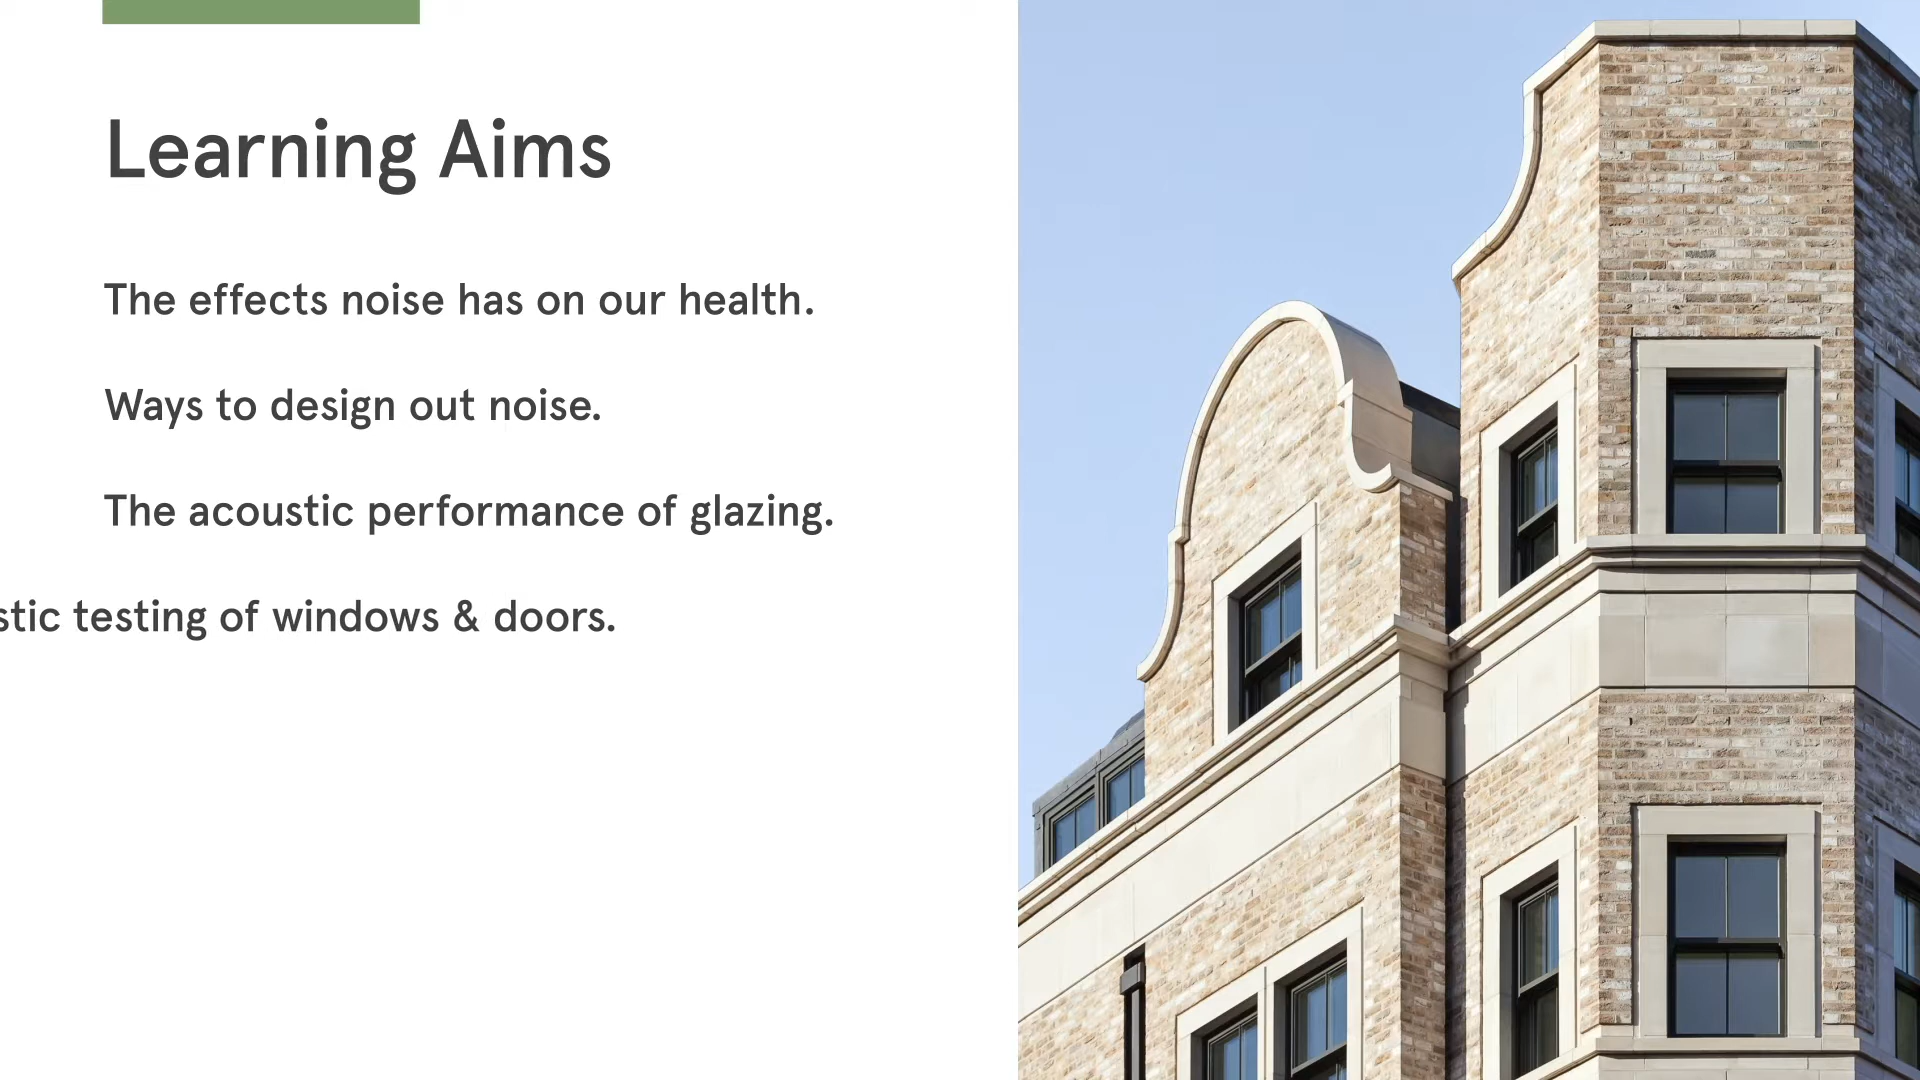 Learning Aims
The effects noise has on our health.
Ways to design out noise.
The acoustic performance of glazing.
testing of windows & doors.